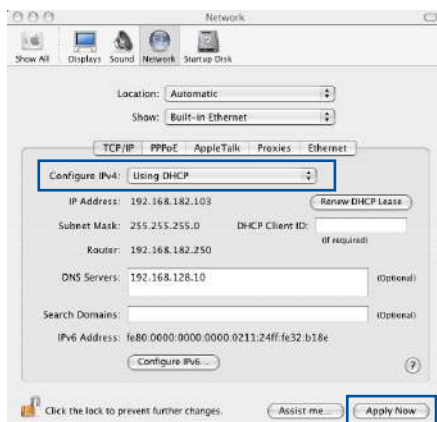 Network
Show All Displays Sound Network Startup Disk
Location: Automatic
Show: Built-in Ethernet
TCP/IP PPPoE AppleTalk Proxies Ethernet
Configure IPv4: Using DHCP
IP Address: 192.168.182.103 Renew DHCP Lease
Subnet Mask: 255.255.255.0 DHCP Client ID:
(If required)
Router: 192.168.182.250
DNS Servers: 192.168.128.10 (Optional)
Search Domains: (Optional)
IPv6 Address: fe80:0000:0000:0000:0211:24ff:fe32:b18e
Configure IPv6... ?
Click the lock to prevent further changes. Assist me... Apply Now